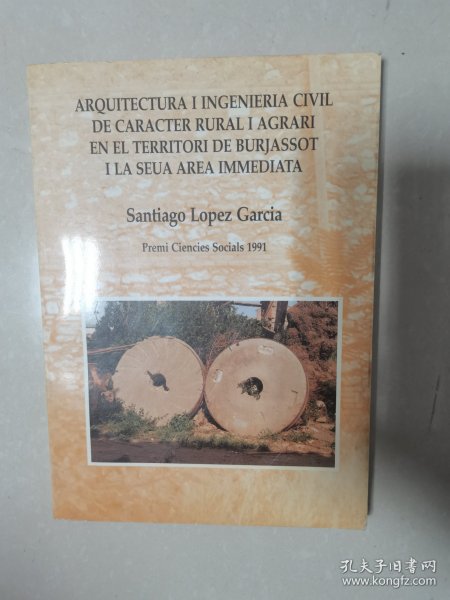 ARQUITECTURA I INGENIERIA CIVIL
DE CARACTER RURAL I AGRARI
EN EL TERRITORI DE BURJASSOT
I LA SEUA AREA IMMEDIATA
Santiago Lopez Garcia
Premi Ciencies Socials 1991
孔夫子旧书网
www.kongfz.com